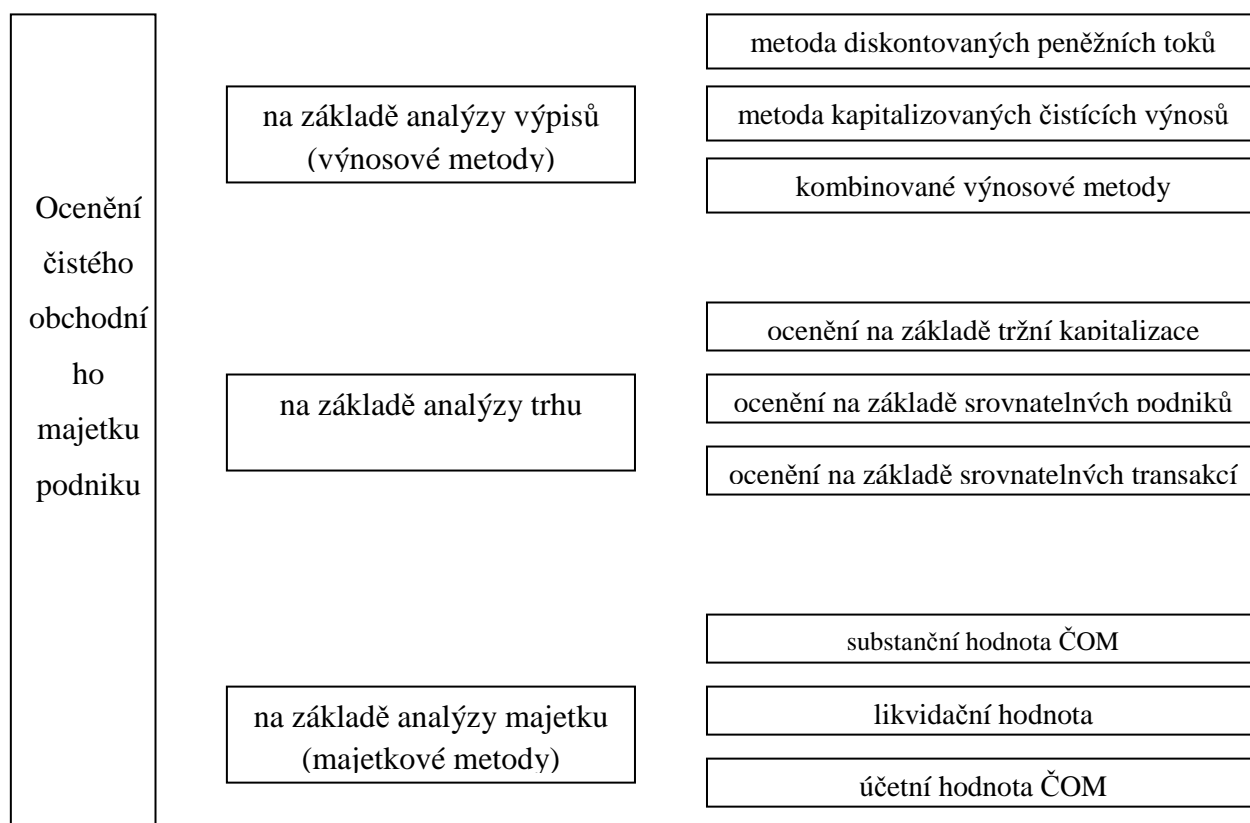 Ocenění
čistého
obchodní
ho
majetku
podniku
na základě analýzy výpisů
(výnosové metody)
metoda diskontovaných peněžních toků
metoda kapitalizovaných čistících výnosů
kombinované výnosové metody
na základě analýzy trhu
ocenění na základě tržní kapitalizace
ocenění na základě srovnatelných podniků
ocenění na základě srovnatelných transakcí
na základě analýzy majetku
(majetkové metody)
substanční hodnota ČOM
likvidační hodnota
účetní hodnota ČOM